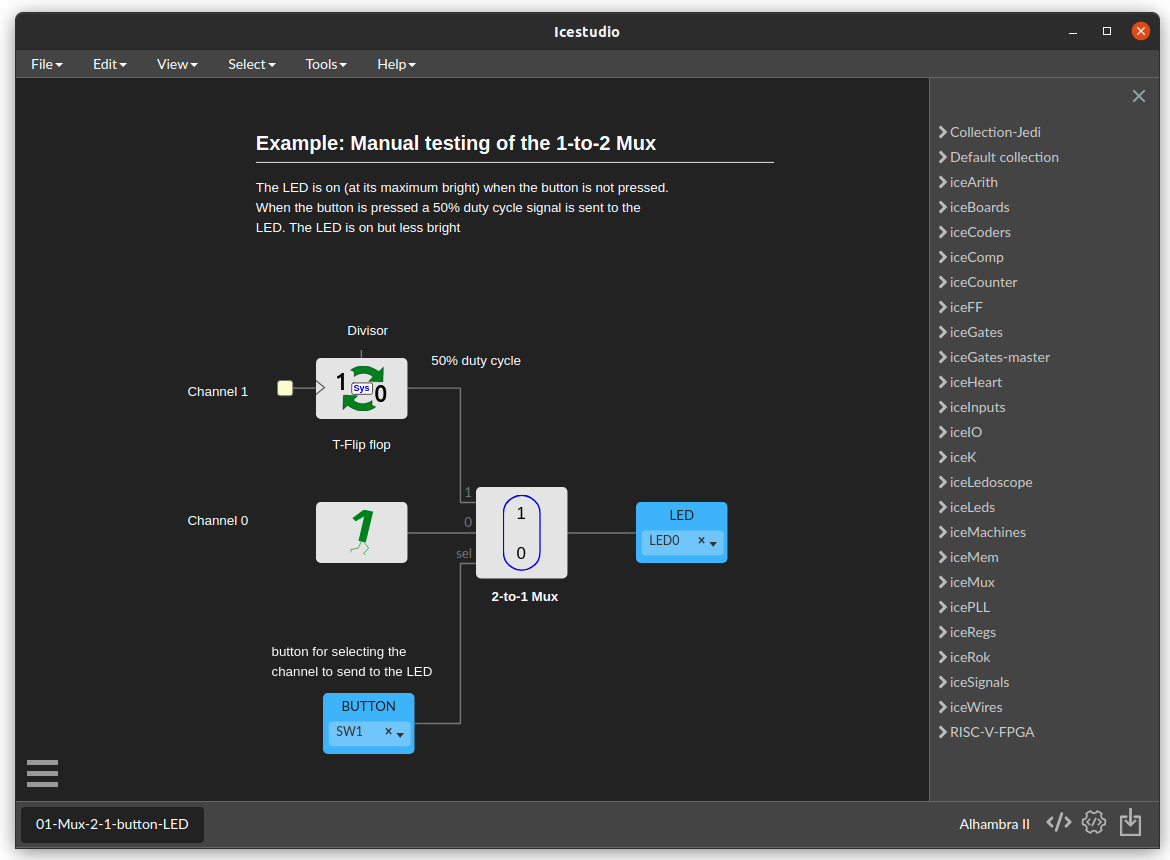 Icestudio
File Edit View Select Tools Help
Example: Manual testing of the 1-to-2 Mux
The LED is on (at its maximum bright) when the button is not pressed.
When the button is pressed a 50% duty cycle signal is sent to the
LED. The LED is on but less bright
Divisor
50% duty cycle
Channel 1
1 Sys 0
T-Flip flop
Channel 0
1
1
0
sel
1
0
2-to-1 Mux
LED
LED0 ×
button for selecting the
channel to send to the LED
BUTTON
SW1 ×
Collection-Jedi
Default collection
iceArith
iceBoards
iceCoders
iceComp
iceCounter
iceFF
iceGates
iceGates-master
iceHeart
iceInputs
iceIO
iceK
iceLedoscope
iceLeds
iceMachines
iceMem
iceMux
icePLL
iceRegs
iceRok
iceSignals
iceWires
RISC-V-FPGA
01-Mux-2-1-button-LED
Alhambra II